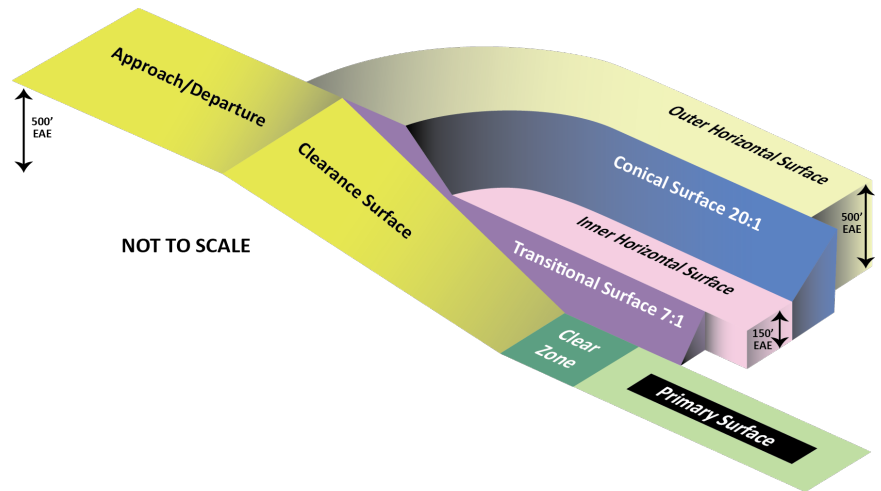 Approach/Departure
500'
EAE
Clearance Surface
NOT TO SCALE
Outer Horizontal Surface
Conical Surface 20:1
500'
EAE
Inner Horizontal Surface
Transitional Surface 7:1
150'
EAE
Clear
Zone
Primary Surface